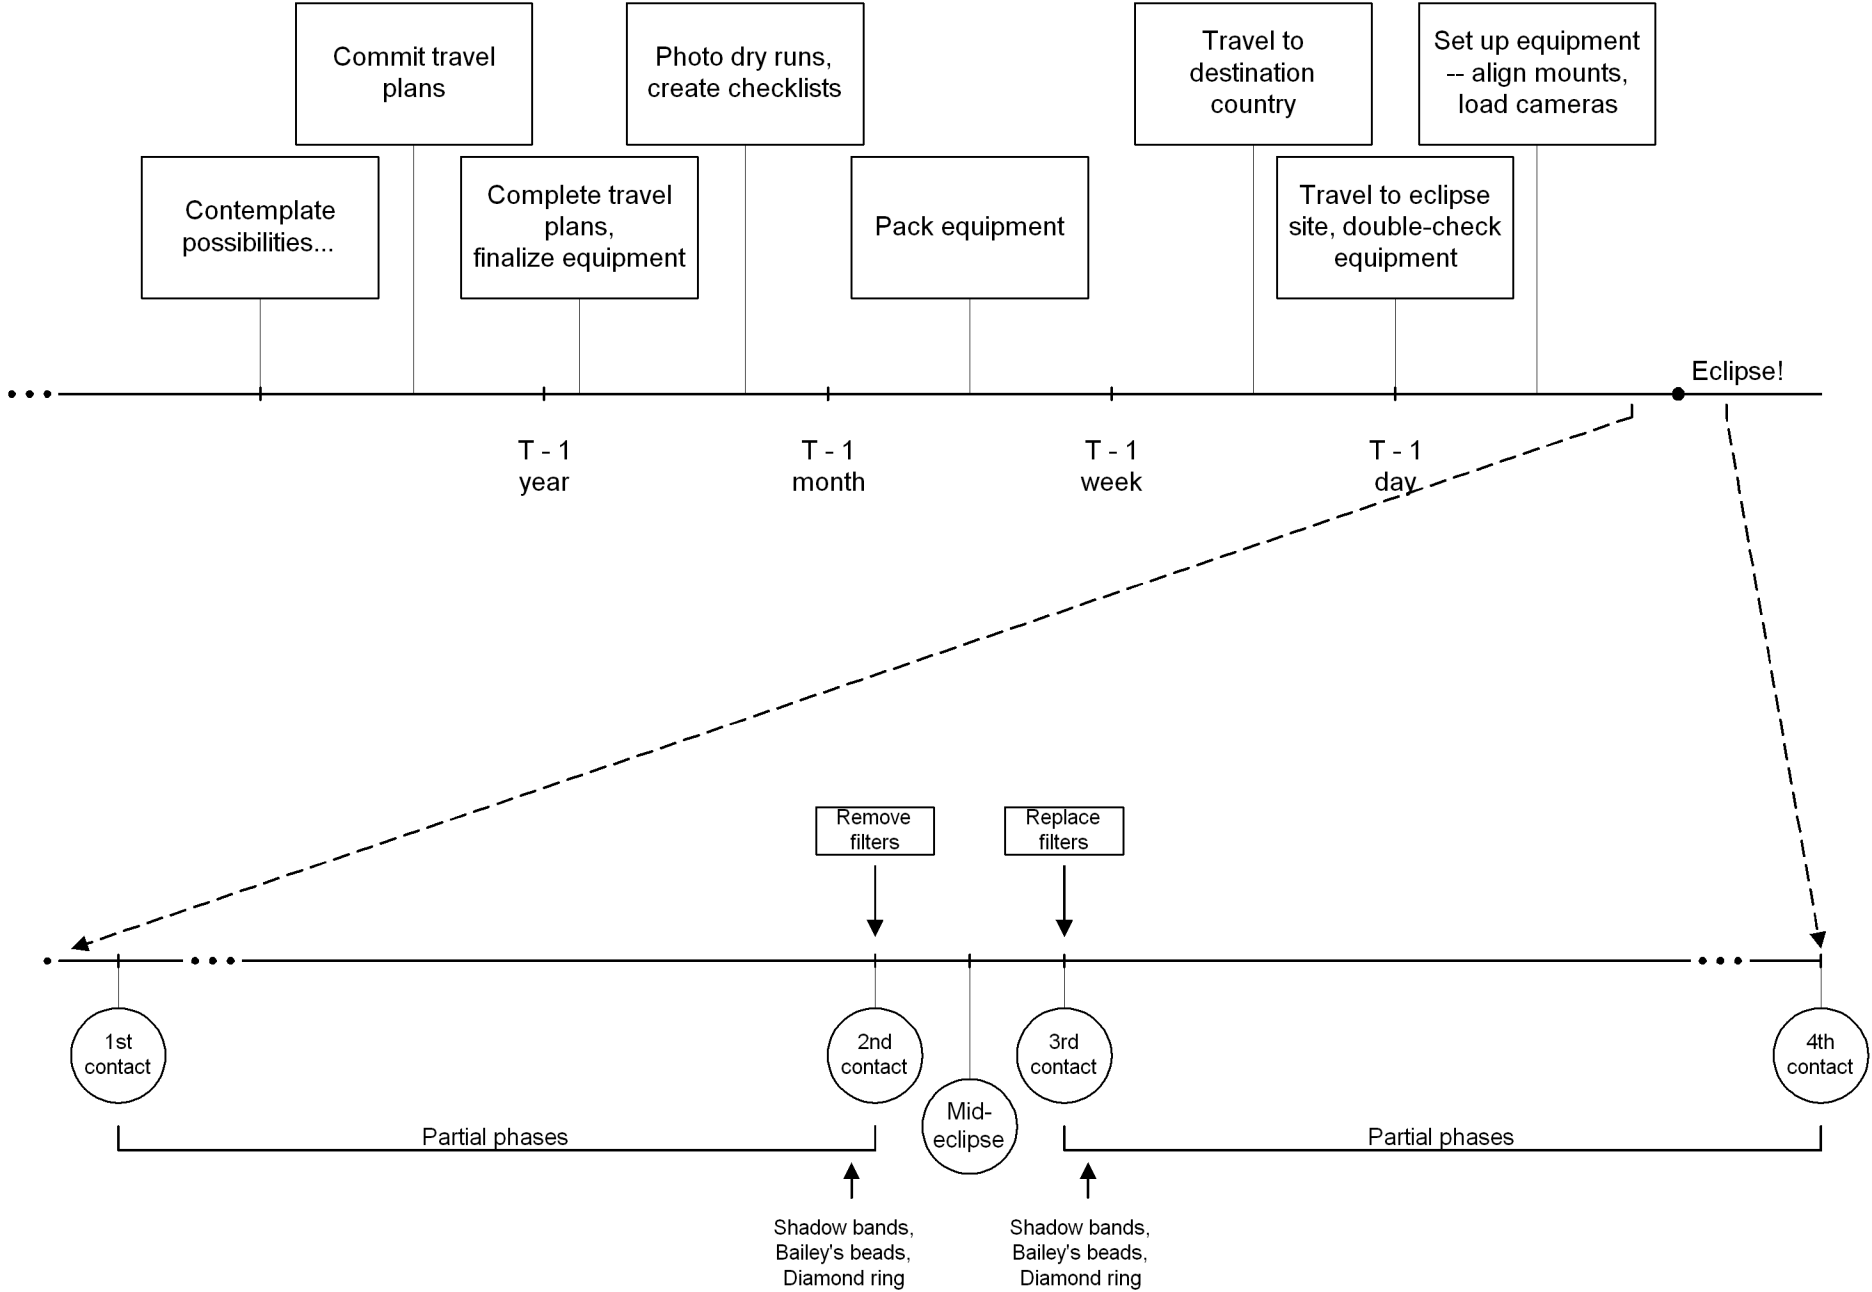 Commit travel
plans
Photo dry runs,
create checklists
Travel to
destination
country
Set up equipment
-- align mounts,
load cameras
Contemplate
possibilities...
Complete travel
plans,
finalize equipment
Pack equipment
Travel to eclipse
site, double-check
equipment
Eclipse!
T - 1
year
T - 1
month
T - 1
week
T - 1
day
Remove
filters
Replace
filters
1st
contact
2nd
contact
Mid-
eclipse
3rd
contact
4th
contact
Partial phases
Partial phases
Shadow bands,
Bailey's beads,
Diamond ring
Shadow bands,
Bailey's beads,
Diamond ring